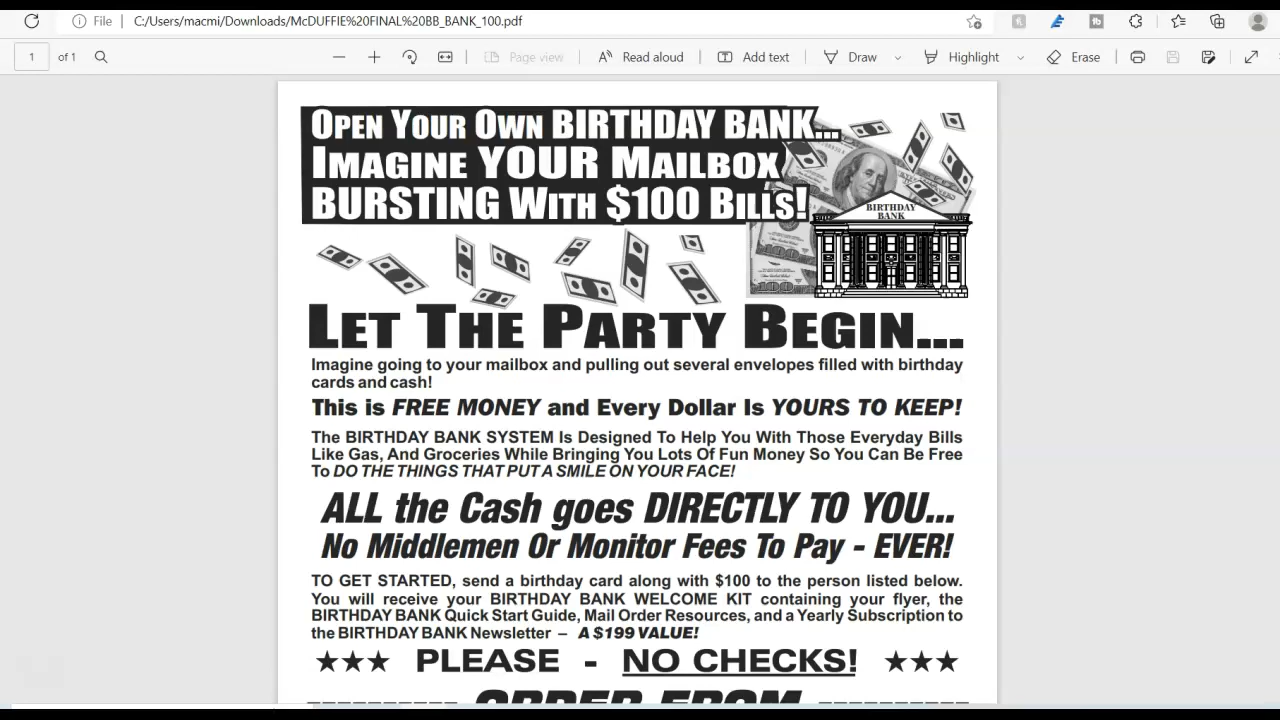 File
C:/Users/macmi/Downloads/McDUFFIE%20FINAL%20BB_BANK_100.pdf
1 of 1
Page view
Read aloud
Add text
Draw
Highlight
Erase
OPEN YOUR OWN BIRTHDAY BANK...
IMAGINE YOUR MAILBOX
BURSTING WITH $100 BILLS!
BIRTHDAY
BANK
LET THE PARTY BEGIN...
Imagine going to your mailbox and pulling out several envelopes filled with birthday
cards and cash!
This is FREE MONEY and Every Dollar Is YOURS TO KEEP!
The BIRTHDAY BANK SYSTEM Is Designed To Help You With Those Everyday Bills
Like Gas, And Groceries While Bringing You Lots Of Fun Money So You Can Be Free
To DO THE THINGS THAT PUT A SMILE ON YOUR FACE!
ALL the Cash goes DIRECTLY TO YOU...
No Middlemen Or Monitor Fees To Pay - EVER!
TO GET STARTED, send a birthday card along with $100 to the person listed below.
You will receive your BIRTHDAY BANK WELCOME KIT containing your flyer, the
BIRTHDAY BANK Quick Start Guide, Mail Order Resources, and a Yearly Subscription to
the BIRTHDAY BANK Newsletter – A $199 VALUE!
★★★ PLEASE - NO CHECKS! ★★★
ORDER FROM